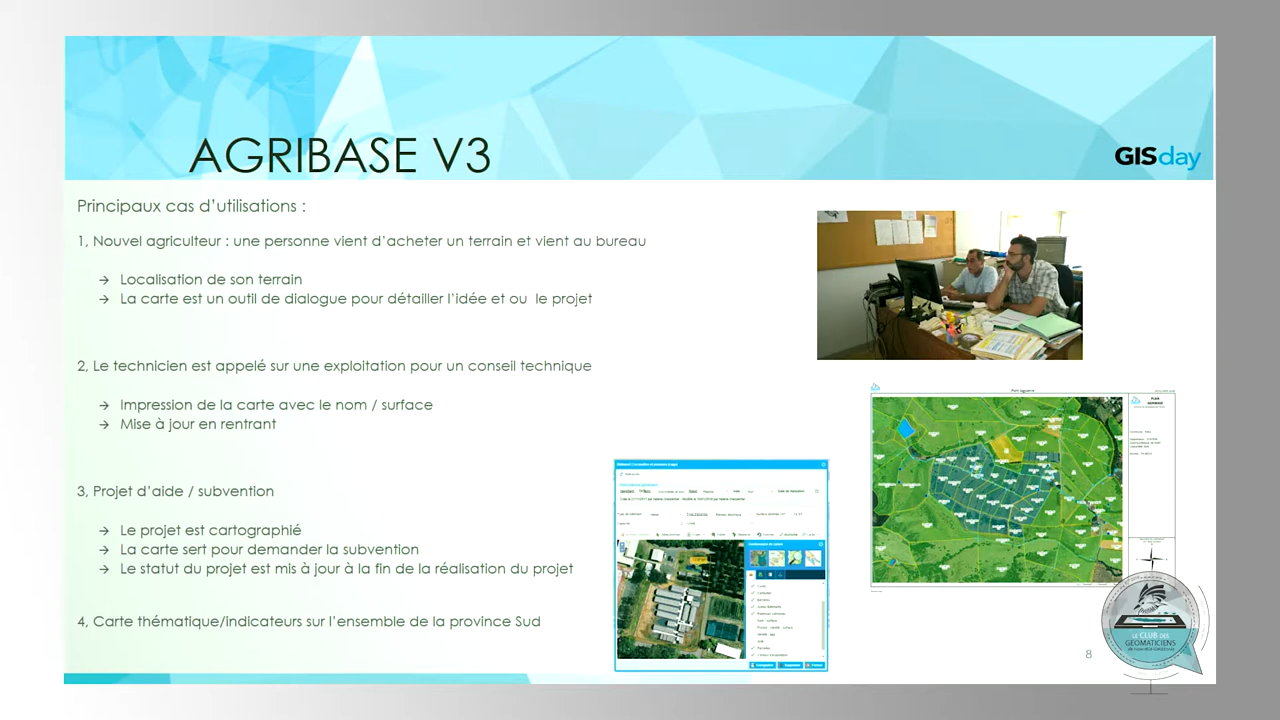 AGRIBASE V3
GISday
Principaux cas d'utilisations :
1, Nouvel agriculteur : une personne vient d'acheter un terrain et vient au bureau
→ Localisation de son terrain
→ La carte est un outil de dialogue pour détailler l'idée et ou le projet
2, Le technicien est appelé sur une exploitation pour un conseil technique
→ Impression de la carte avec le nom / surface
→ Mise à jour en rentrant
3, Projet d'aide / subvention
→ Le projet est cartographié
→ La carte sert pour demander la subvention
→ Le statut du projet est mis à jour à la fin de la réalisation du projet
4, Carte thématique/indicateurs sur l'ensemble de la province Sud
PLAN
AGRIBASE
LE CLUB DES
GEOMATICIENS
8